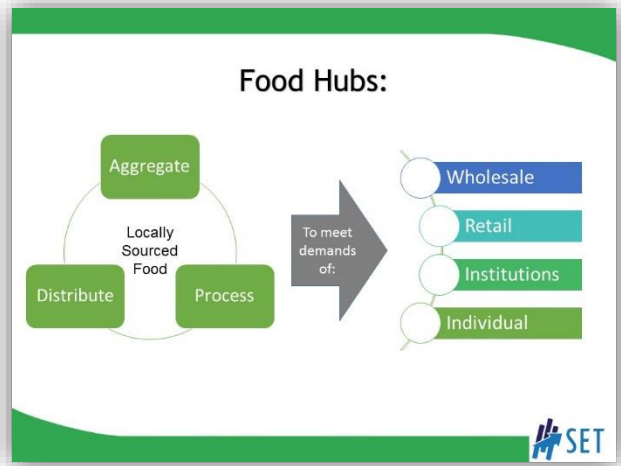 Food Hubs:
Aggregate
Locally
Sourced
Food
Distribute
Process
To meet
demands
of:
Wholesale
Retail
Institutions
Individual
SET